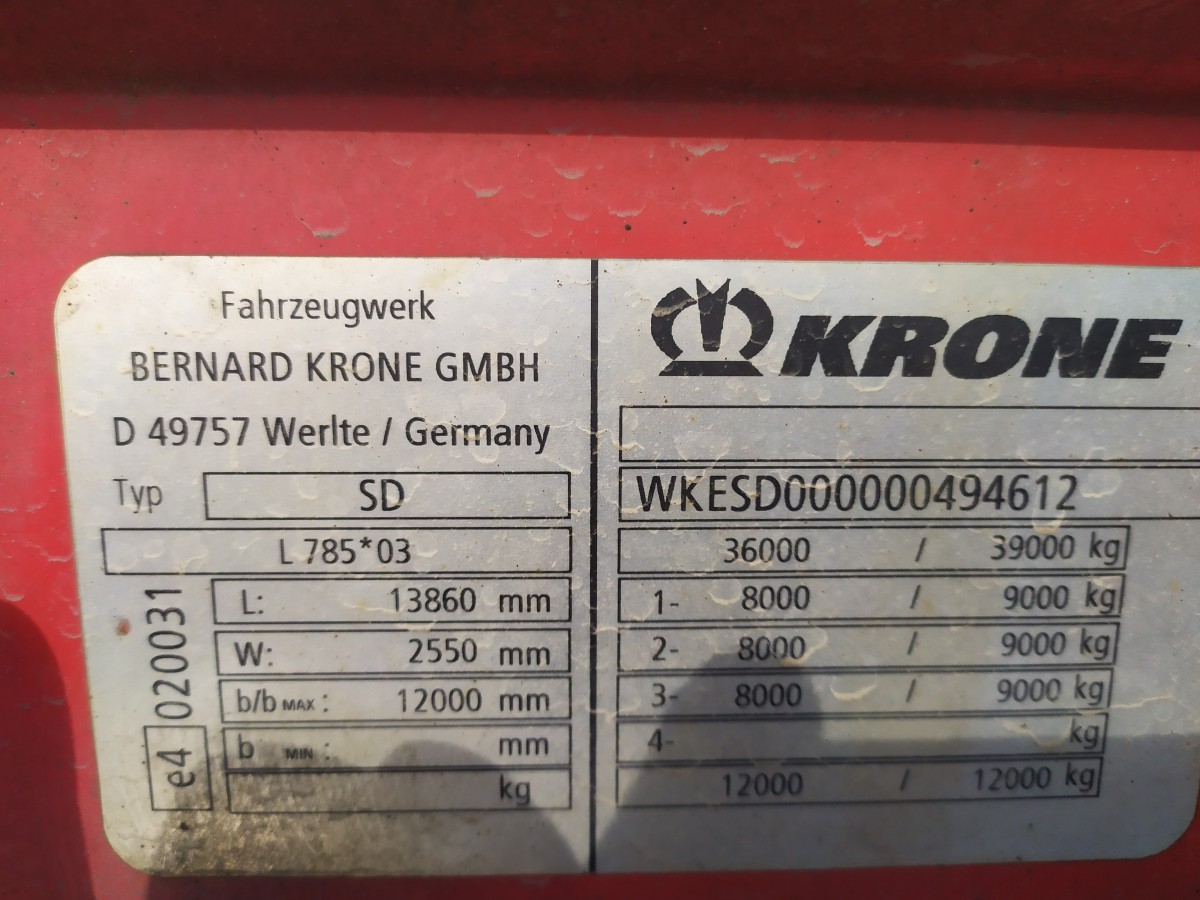 Fahrzeugwerk
BERNARD KRONE GMBH
D 49757 Werlte / Germany
Typ SD
L 785*03
e4 020031
L: 13860 mm
W: 2550 mm
b/b MAX : 12000 mm
b MIN : mm
kg
KRONE
WKESD000000494612
36000 / 39000 kg
1- 8000 / 9000 kg
2- 8000 / 9000 kg
3- 8000 / 9000 kg
4- kg
12000 / 12000 kg